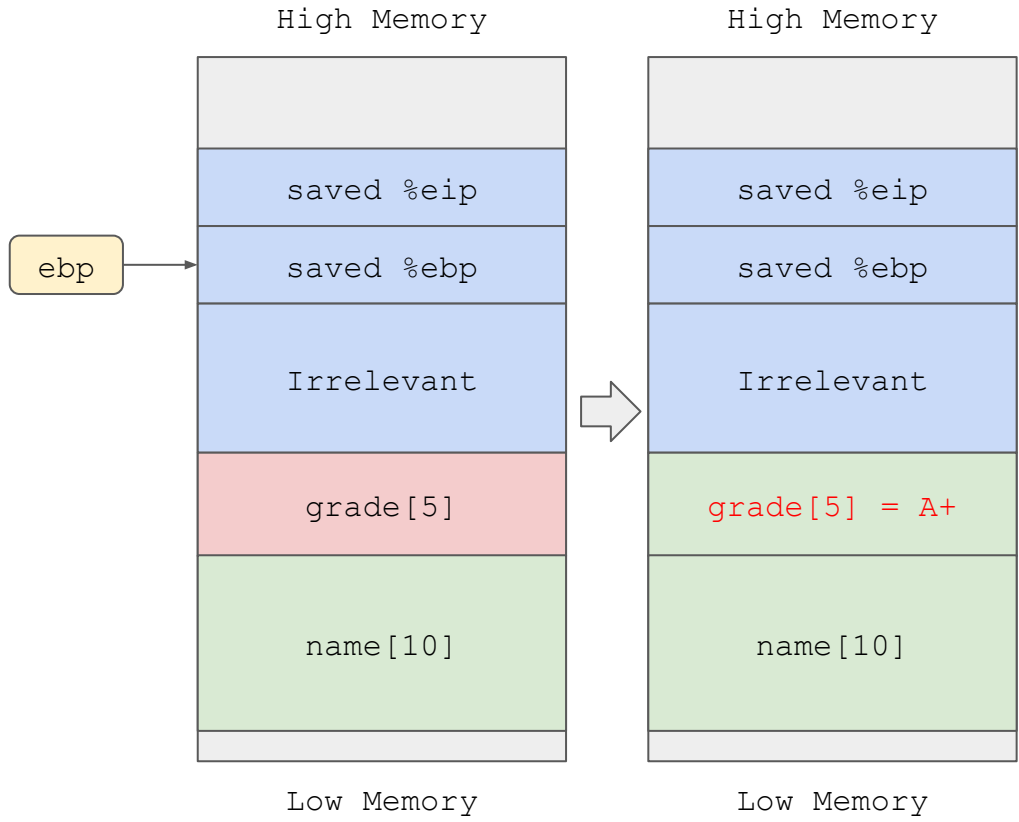 High Memory
saved %eip
ebp
saved %ebp
Irrelevant
grade[5]
name[10]
Low Memory
High Memory
saved %eip
saved %ebp
Irrelevant
grade[5] = A+
name[10]
Low Memory